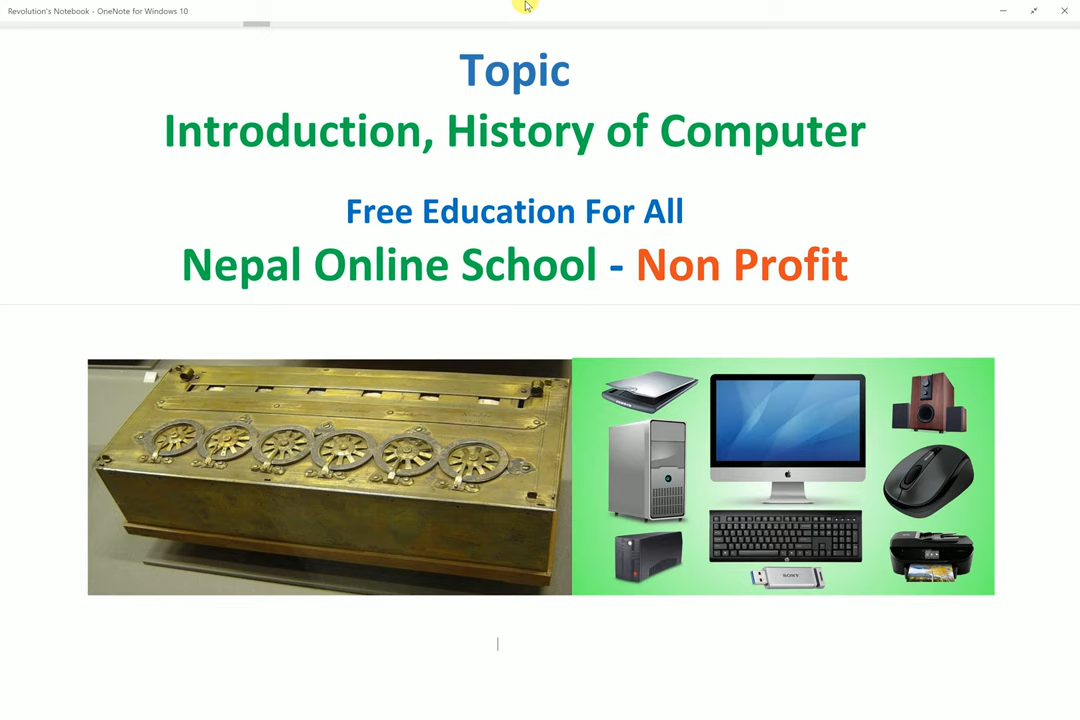 Revolution's Notebook - OneNote for Windows 10
Topic
Introduction, History of Computer
Free Education For All
Nepal Online School - Non Profit
SONY